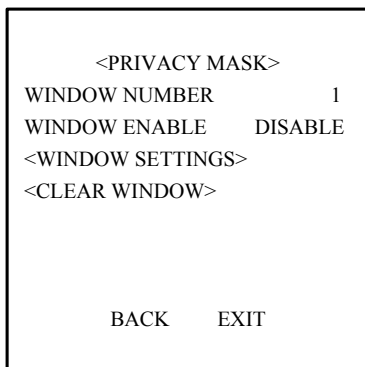 <PRIVACY MASK>
WINDOW NUMBER 1
WINDOW ENABLE DISABLE
<WINDOW SETTINGS>
<CLEAR WINDOW>
BACK EXIT